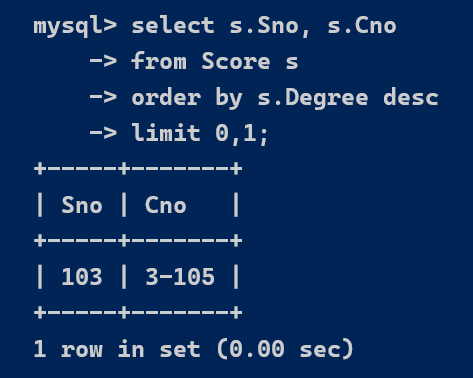 mysql> select s.Sno, s.Cno
    -> from Score s
    -> order by s.Degree desc
    -> limit 0,1;
+-----+-------+
| Sno | Cno   |
+-----+-------+
| 103 | 3-105 |
+-----+-------+
1 row in set (0.00 sec)